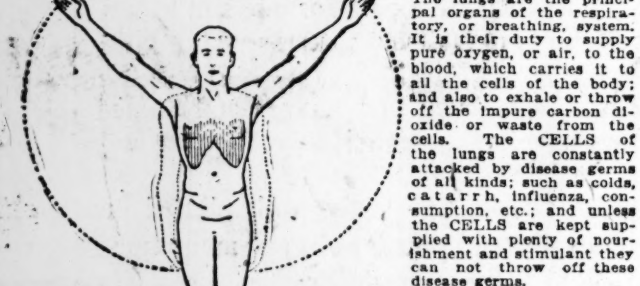 The lungs are the princi-
pal organs of the respira-
tory, or breathing, system.
It is their duty to supply
pure oxygen, or air, to the
blood, which carries it to
all the cells of the body;
and also to exhale or throw
off the impure carbon di-
oxide or waste from the
cells. The CELLS of
the lungs are constantly
attacked by disease germs
of all kinds; such as colds,
catarrh, influenza, con-
sumption, etc.; and unless
the CELLS are kept sup-
plied with plenty of nour-
ishment and stimulant they
can not throw off these
disease germs.